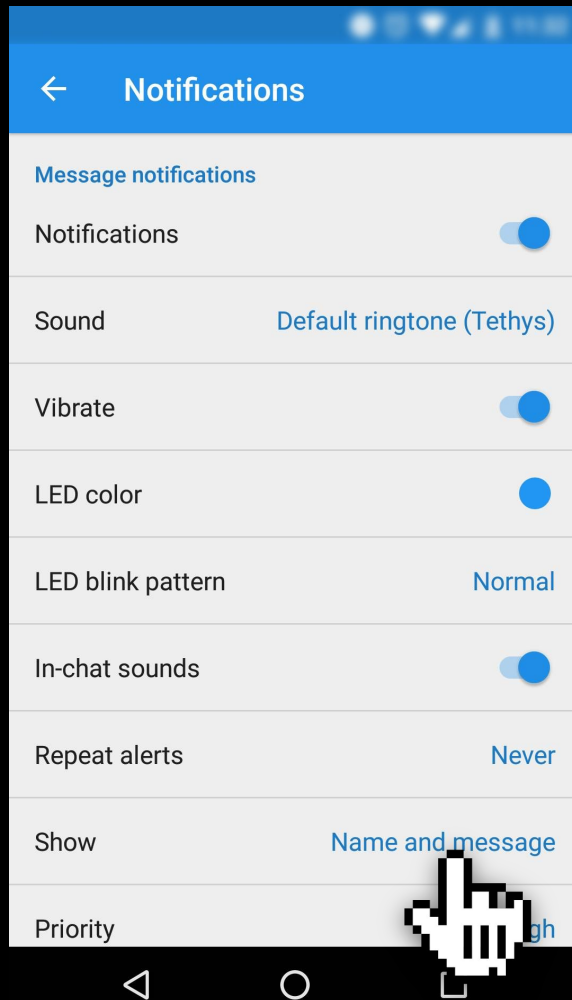 Notifications
Message notifications
Notifications
Sound Default ringtone (Tethys)
Vibrate
LED color
LED blink pattern Normal
In-chat sounds
Repeat alerts Never
Show Name and message
Priority